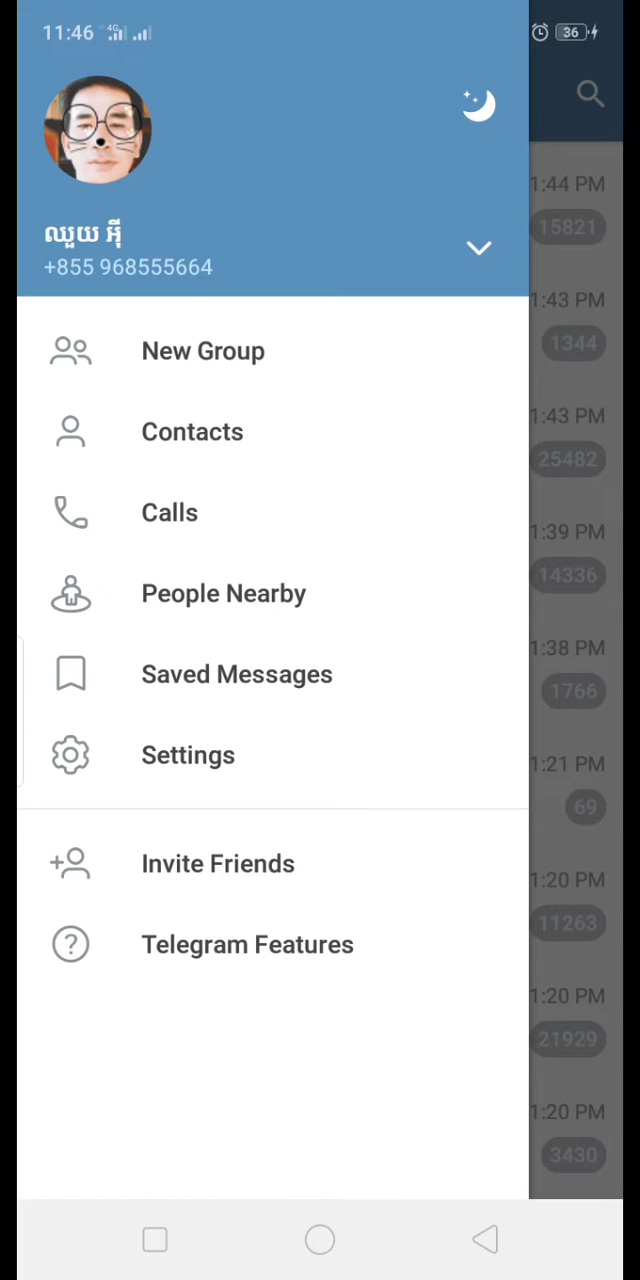 11:46 4G 36
ឈួយ អ៊ី
+855 968555664
New Group
Contacts
Calls
People Nearby
Saved Messages
Settings
Invite Friends
Telegram Features
1:44 PM
15821
1:43 PM
1344
1:43 PM
25482
1:39 PM
14336
1:38 PM
1766
1:21 PM
69
1:20 PM
11263
1:20 PM
21929
1:20 PM
3430